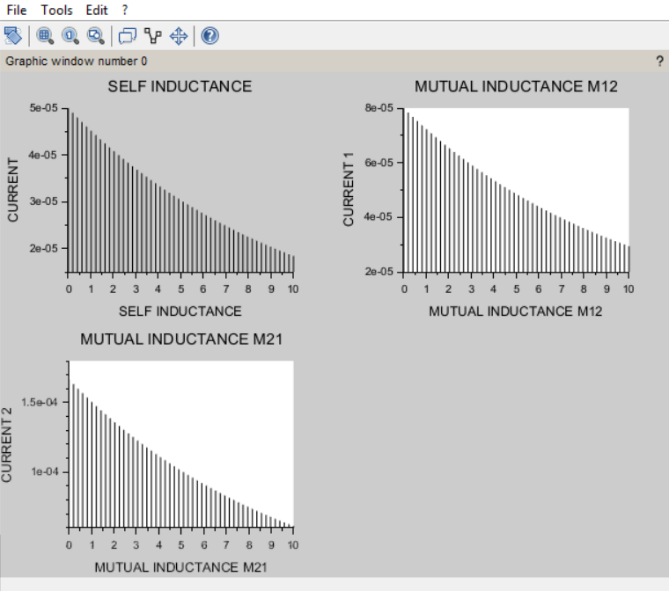 File Tools Edit ?
Graphic window number 0 ?
SELF INDUCTANCE
5e-05
4e-05
3e-05
2e-05
CURRENT
0 1 2 3 4 5 6 7 8 9 10
SELF INDUCTANCE
MUTUAL INDUCTANCE M12
8e-05
6e-05
4e-05
2e-05
CURRENT 1
0 1 2 3 4 5 6 7 8 9 10
MUTUAL INDUCTANCE M12
MUTUAL INDUCTANCE M21
1.5e-04
1e-04
CURRENT 2
0 1 2 3 4 5 6 7 8 9 10
MUTUAL INDUCTANCE M21